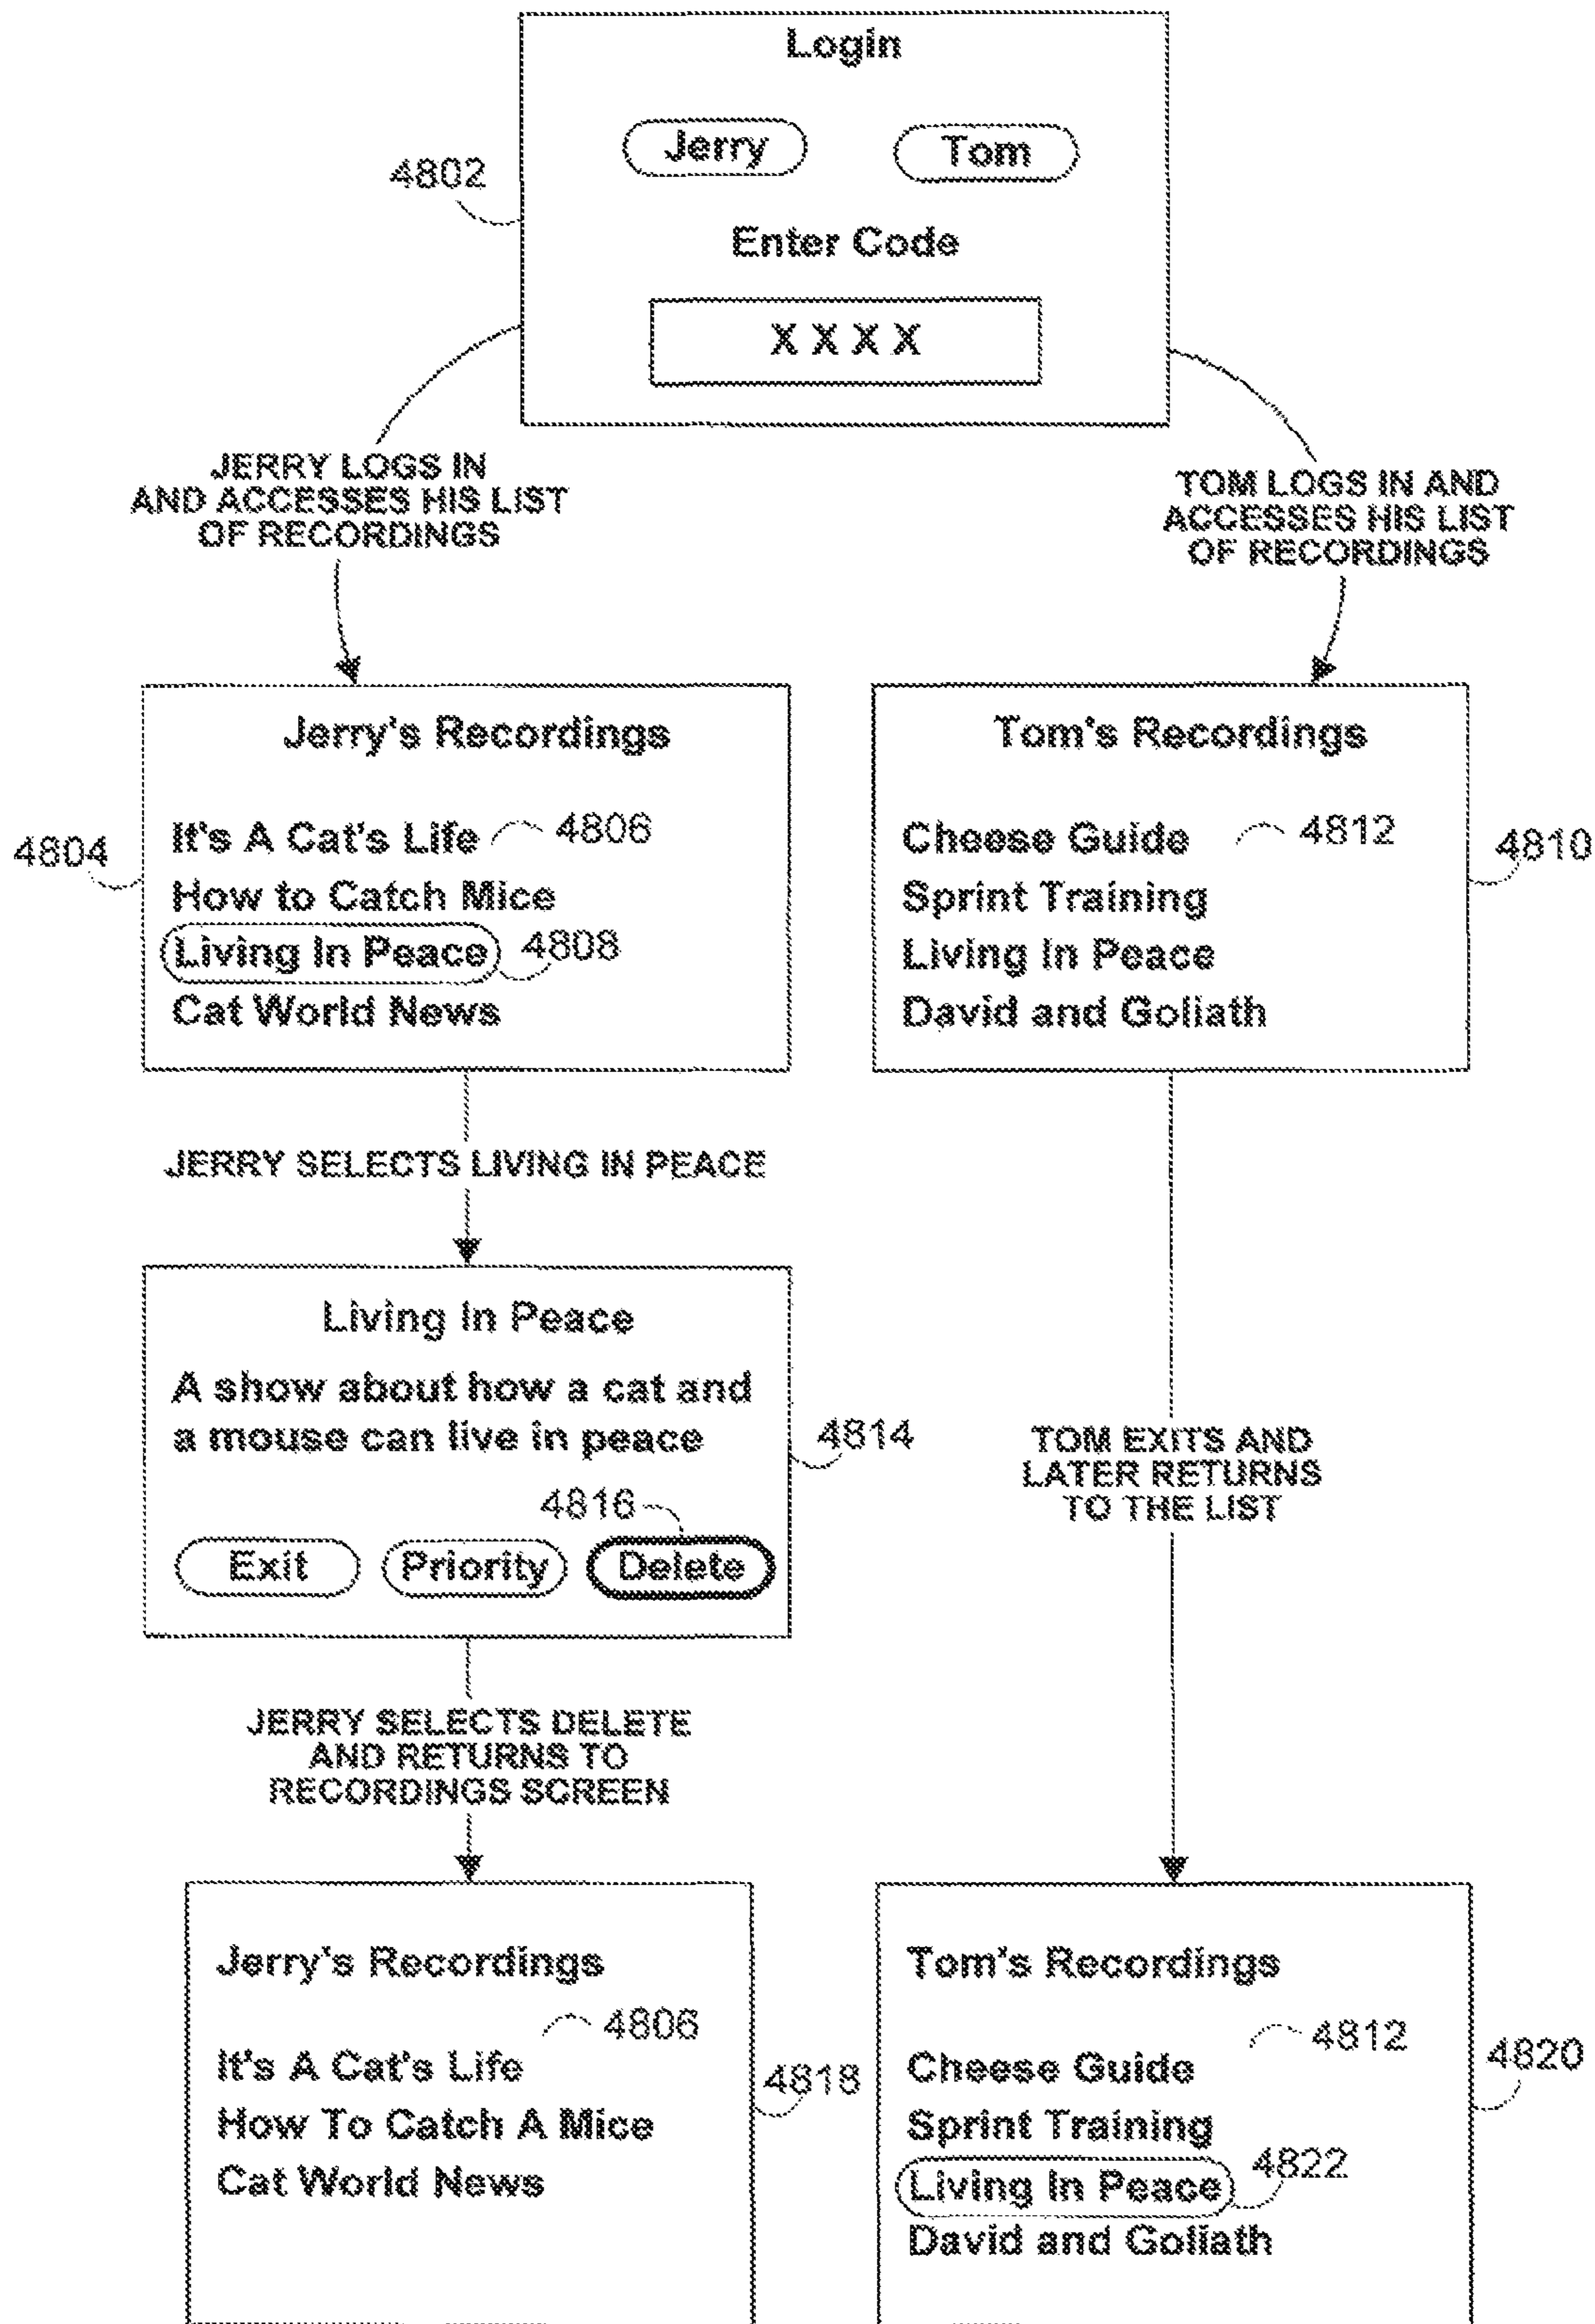 Login
Jerry Tom
4802
Enter Code
X X X X
JERRY LOGS IN
AND ACCESSES HIS LIST
OF RECORDINGS
TOM LOGS IN AND
ACCESSES HIS LIST
OF RECORDINGS
Jerry's Recordings
4804
It's A Cat's Life 4806
How to Catch Mice
Living In Peace 4808
Cat World News
Tom's Recordings
Cheese Guide 4812
4810
Sprint Training
Living In Peace
David and Goliath
JERRY SELECTS LIVING IN PEACE
Living In Peace
A show about how a cat and
a mouse can live in peace
4814
4816
Exit Priority Delete
TOM EXITS AND
LATER RETURNS
TO THE LIST
JERRY SELECTS DELETE
AND RETURNS TO
RECORDINGS SCREEN
Jerry's Recordings
4806
It's A Cat's Life
4818
How To Catch A Mice
Cat World News
Tom's Recordings
4812
4820
Cheese Guide
Sprint Training
Living In Peace 4822
David and Goliath